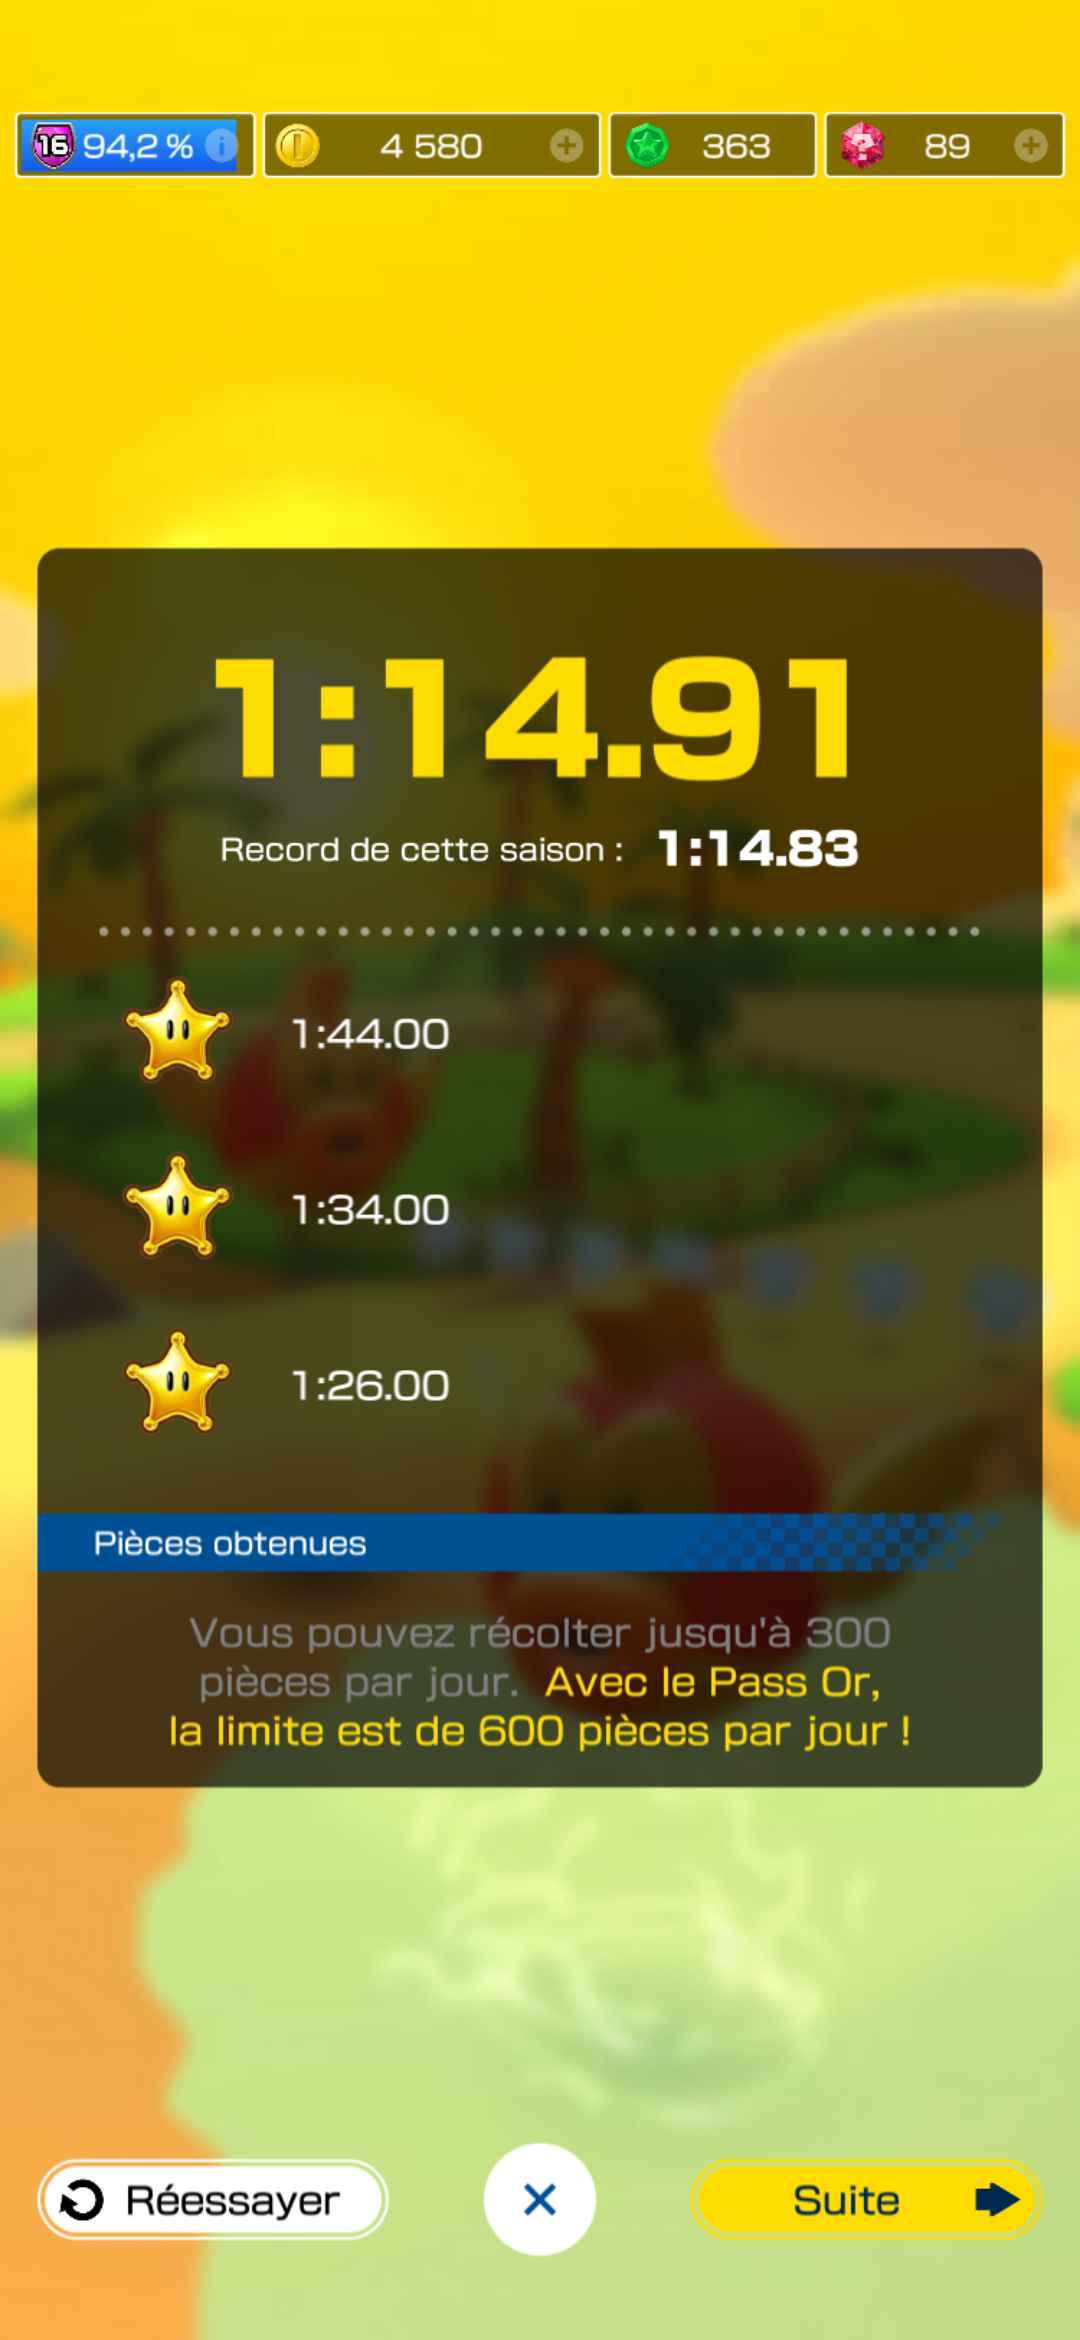 16 94,2 % i 4 580 + 363 ? 89 +
1:14.91
Record de cette saison : 1:14.83
1:44.00
1:34.00
1:26.00
Pièces obtenues
Vous pouvez récolter jusqu'à 300
pièces par jour. Avec le Pass Or,
la limite est de 600 pièces par jour !
Réessayer × Suite